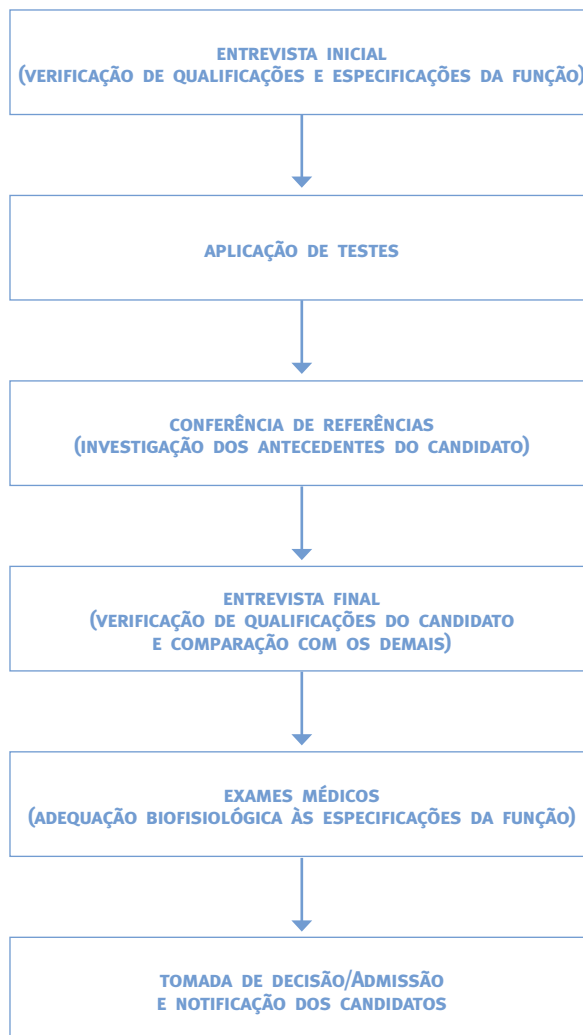 ENTREVISTA INICIAL
(VERIFICAÇÃO DE QUALIFICAÇÕES E ESPECIFICAÇÕES DA FUNÇÃO)
APLICAÇÃO DE TESTES
CONFERÊNCIA DE REFERÊNCIAS
(INVESTIGAÇÃO DOS ANTECEDENTES DO CANDIDATO)
ENTREVISTA FINAL
(VERIFICAÇÃO DE QUALIFICAÇÕES DO CANDIDATO
E COMPARAÇÃO COM OS DEMAIS)
EXAMES MÉDICOS
(ADEQUAÇÃO BIOFISIOLÓGICA ÀS ESPECIFICAÇÕES DA FUNÇÃO)
TOMADA DE DECISÃO/ADMISSÃO
E NOTIFICAÇÃO DOS CANDIDATOS